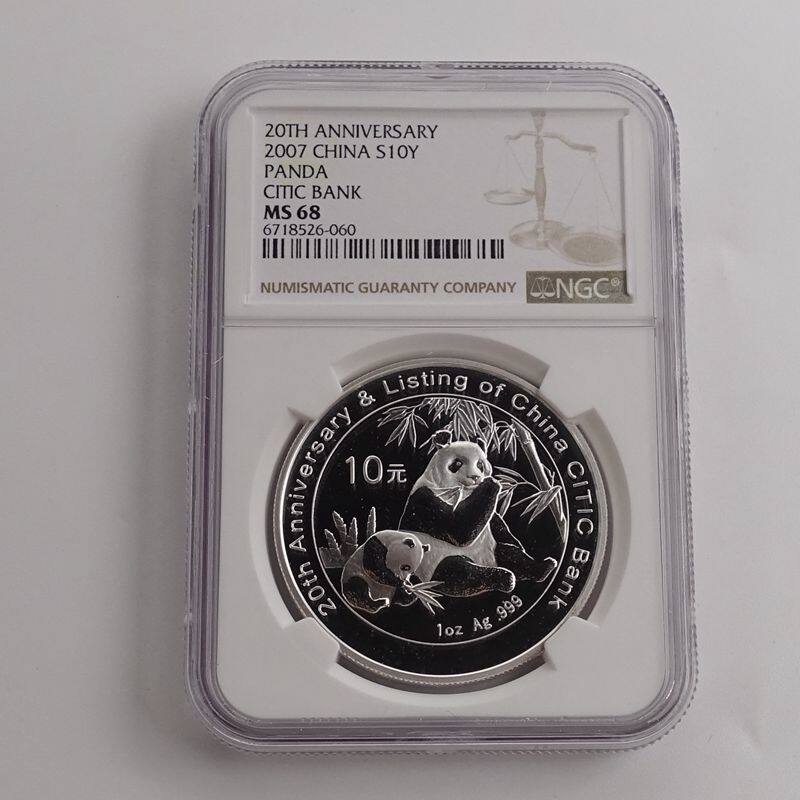 20TH ANNIVERSARY
2007 CHINA S10Y
PANDA
CITIC BANK
MS 68
6718526-060
NUMISMATIC GUARANTY COMPANY
NGC®
20th Anniversary & Listing of China CITIC Bank
10元
1oz Ag .999